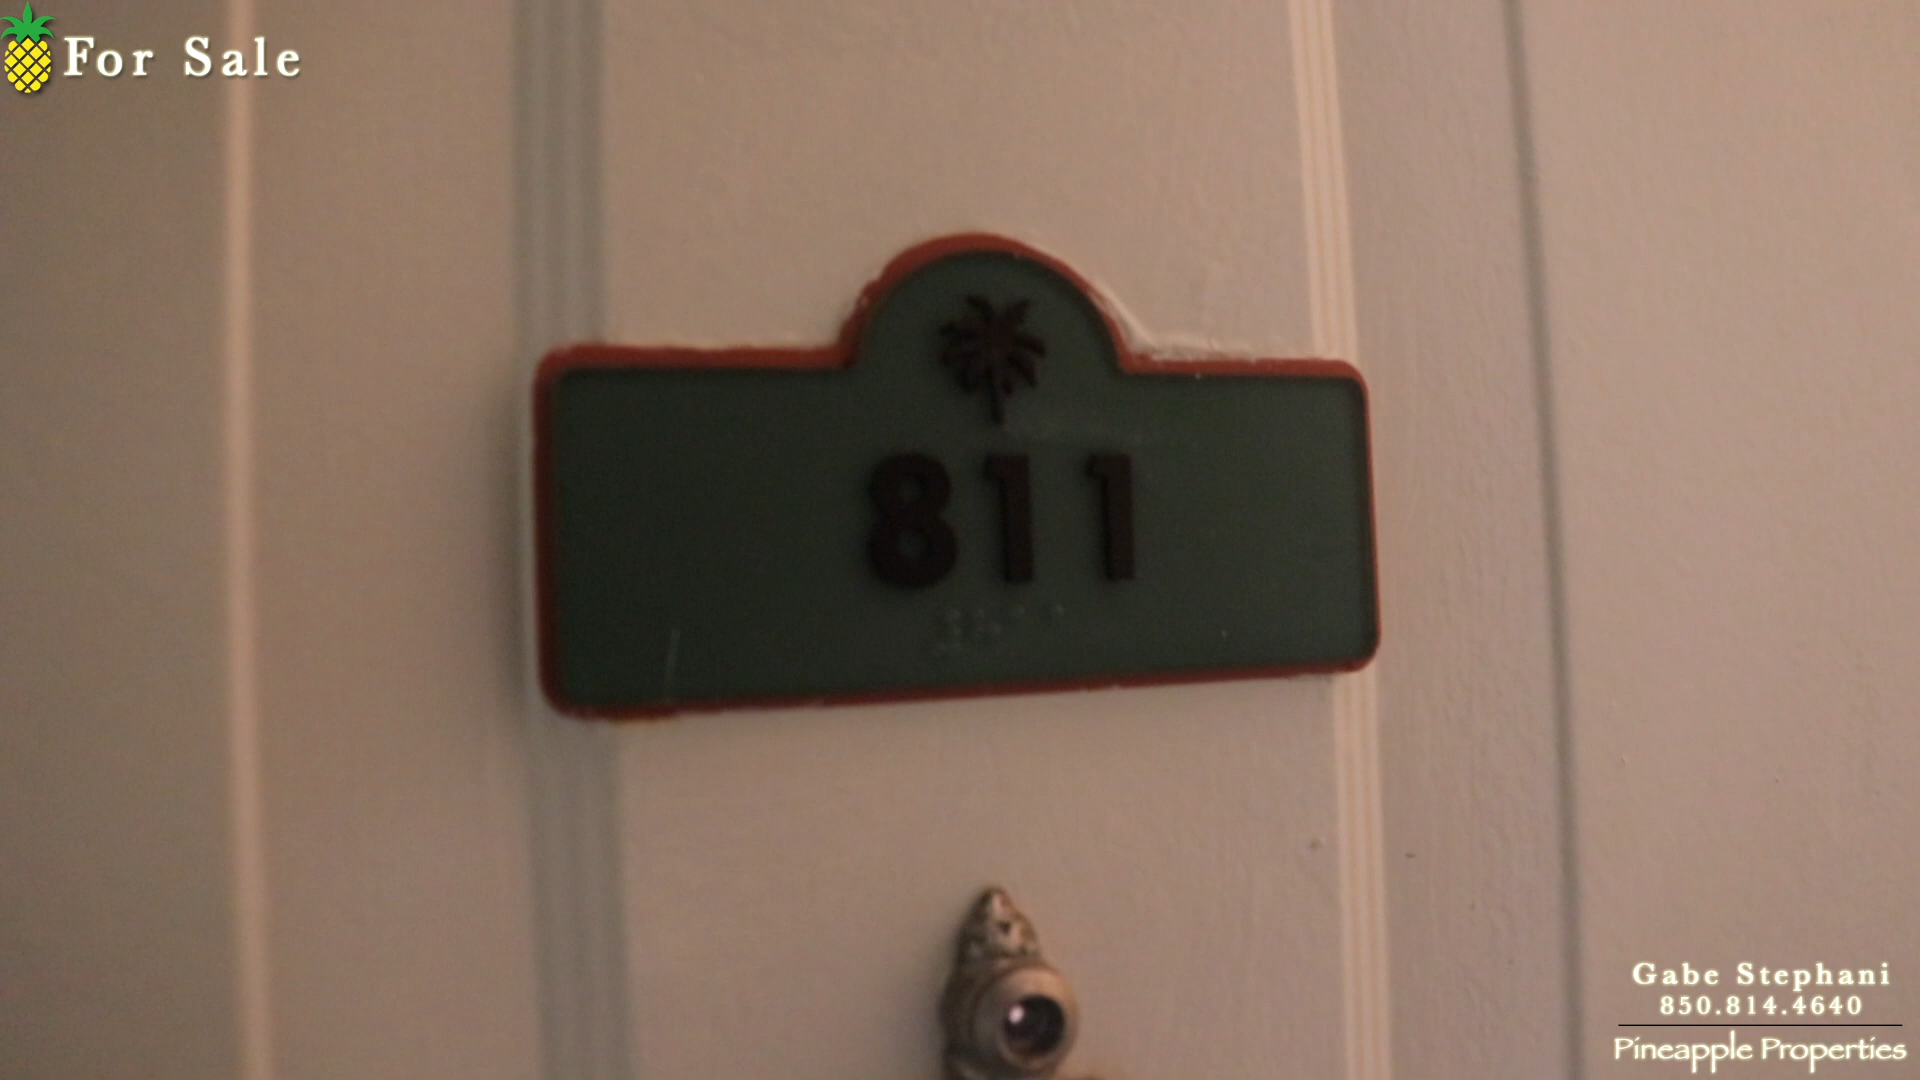 For Sale
811
Gabe Stephani
850.814.4640
Pineapple Properties